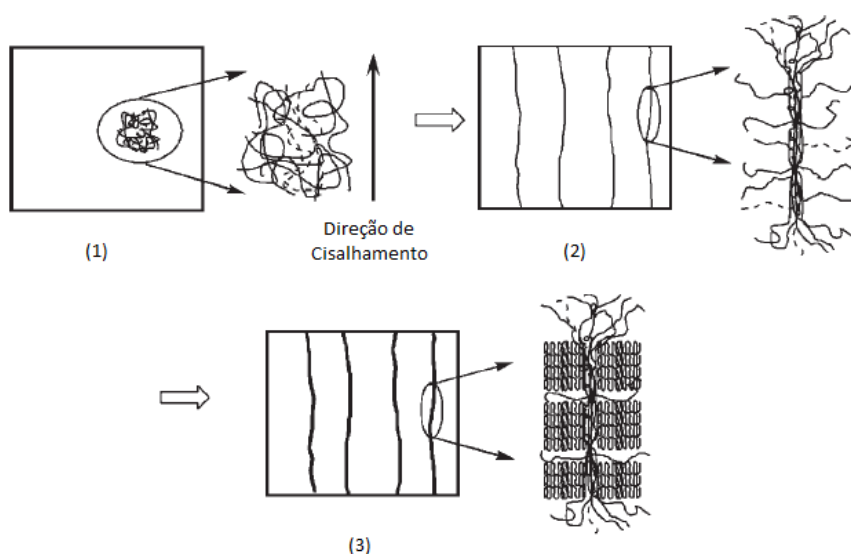 Direção de
Cisalhamento
(1)
(2)
(3)